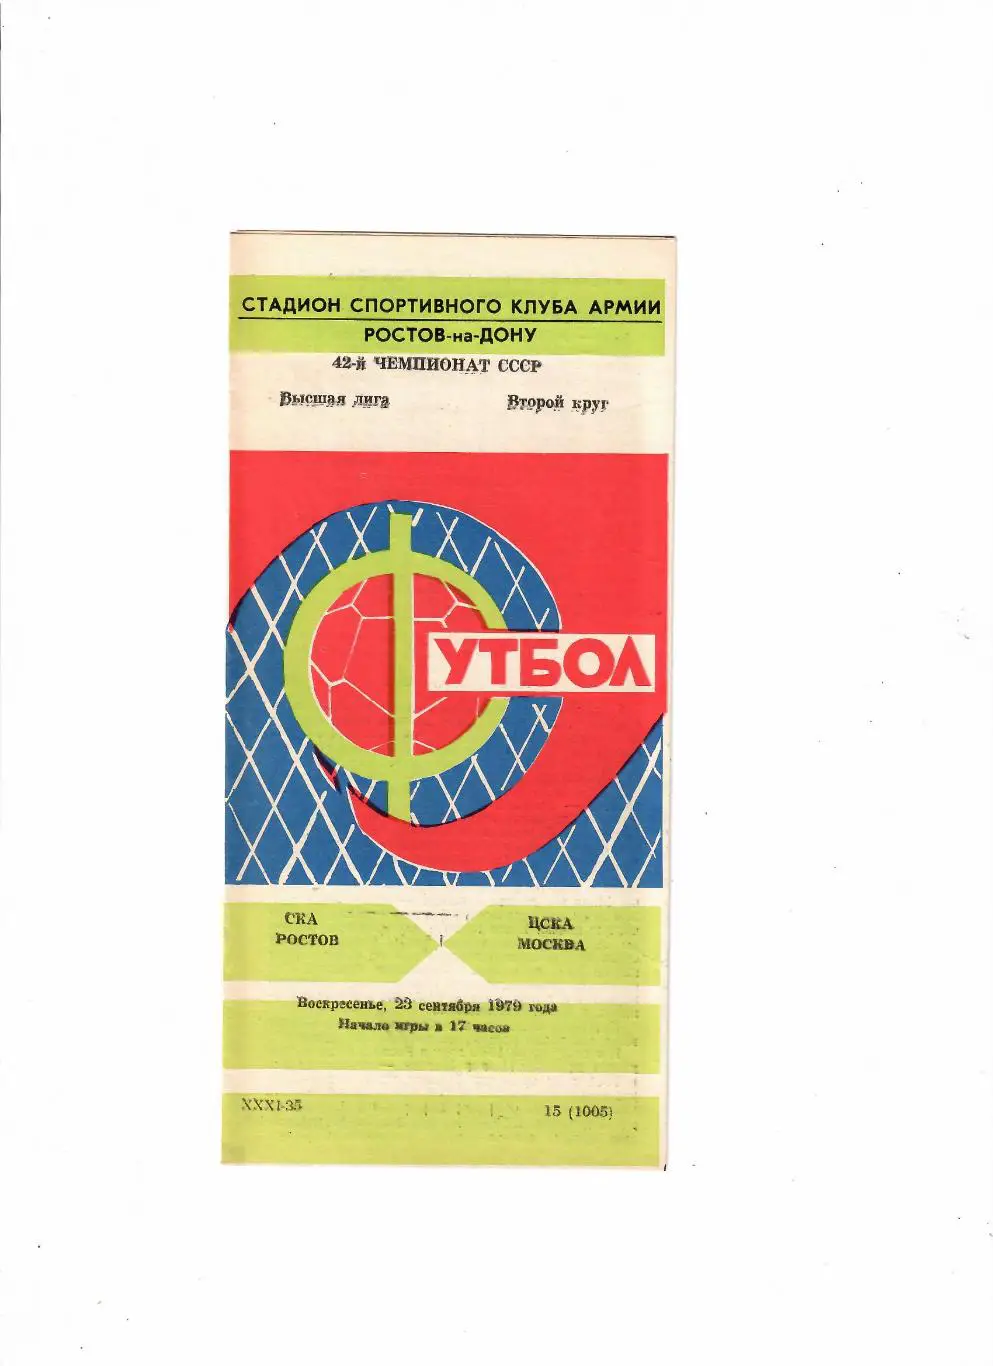 СТАДИОН СПОРТИВНОГО КЛУБА АРМИИ
РОСТОВ-на-ДОНУ
42-й ЧЕМПИОНАТ СССР
Высшая лига Второй круг
ФУТБОЛ
СКА ЦСКА
РОСТОВ МОСКВА
Воскресенье, 23 сентября 1979 года
Начало игры в 17 часов
XXXI-35 15 (1005)